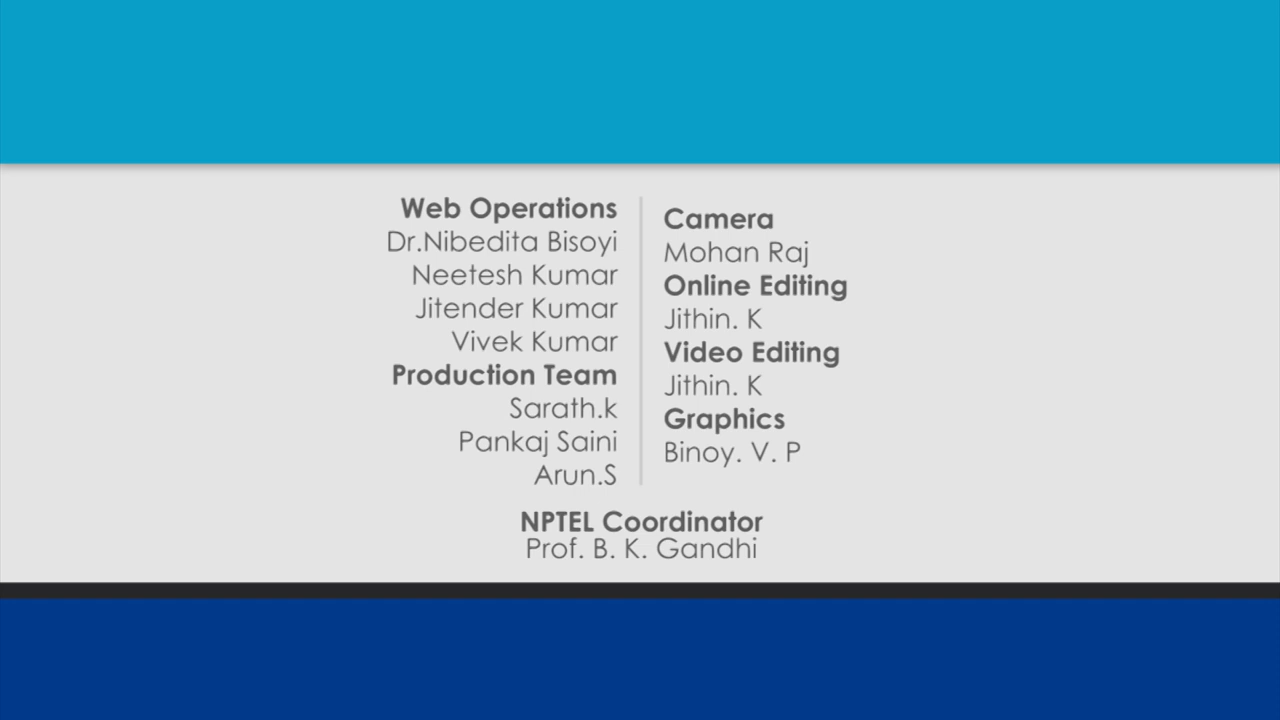 Web Operations
Dr.Nibedita Bisoyi
Neetesh Kumar
Jitender Kumar
Vivek Kumar
Production Team
Sarath.k
Pankaj Saini
Arun.S
Camera
Mohan Raj
Online Editing
Jithin. K
Video Editing
Jithin. K
Graphics
Binoy. V. P
NPTEL Coordinator
Prof. B. K. Gandhi